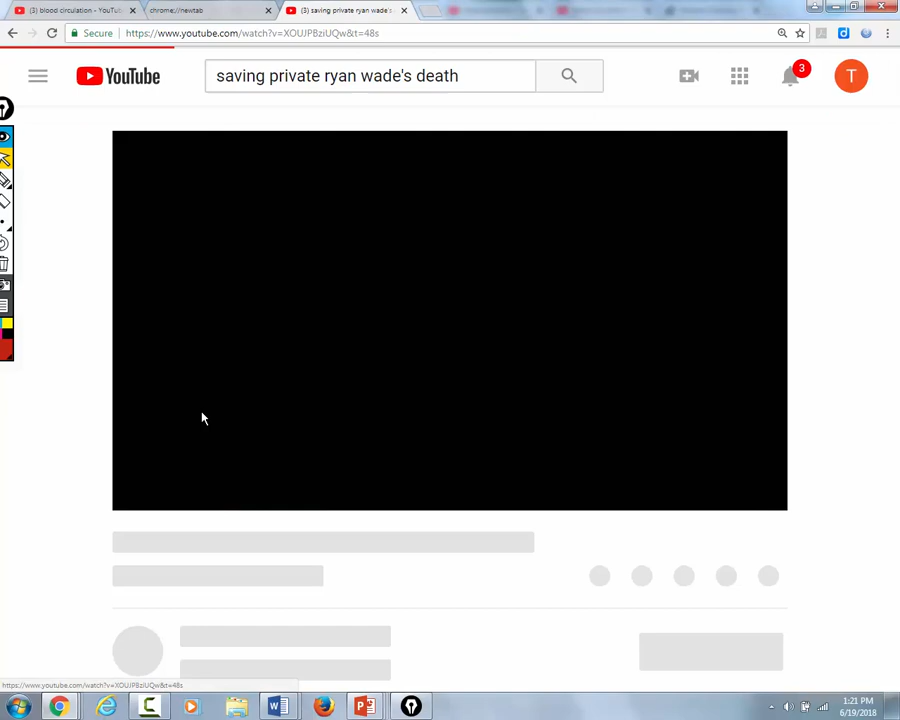 (3) blood circulation - YouTub
chrome://newtab
(3) saving private ryan wade's
Secure
https://www.youtube.com/watch?v=XOUJPBziUQw&t=48s
YouTube
saving private ryan wade's death
3
T
https://www.youtube.com/watch?v=XOUJPBziUQw&t=48s
1:21 PM
6/19/2018